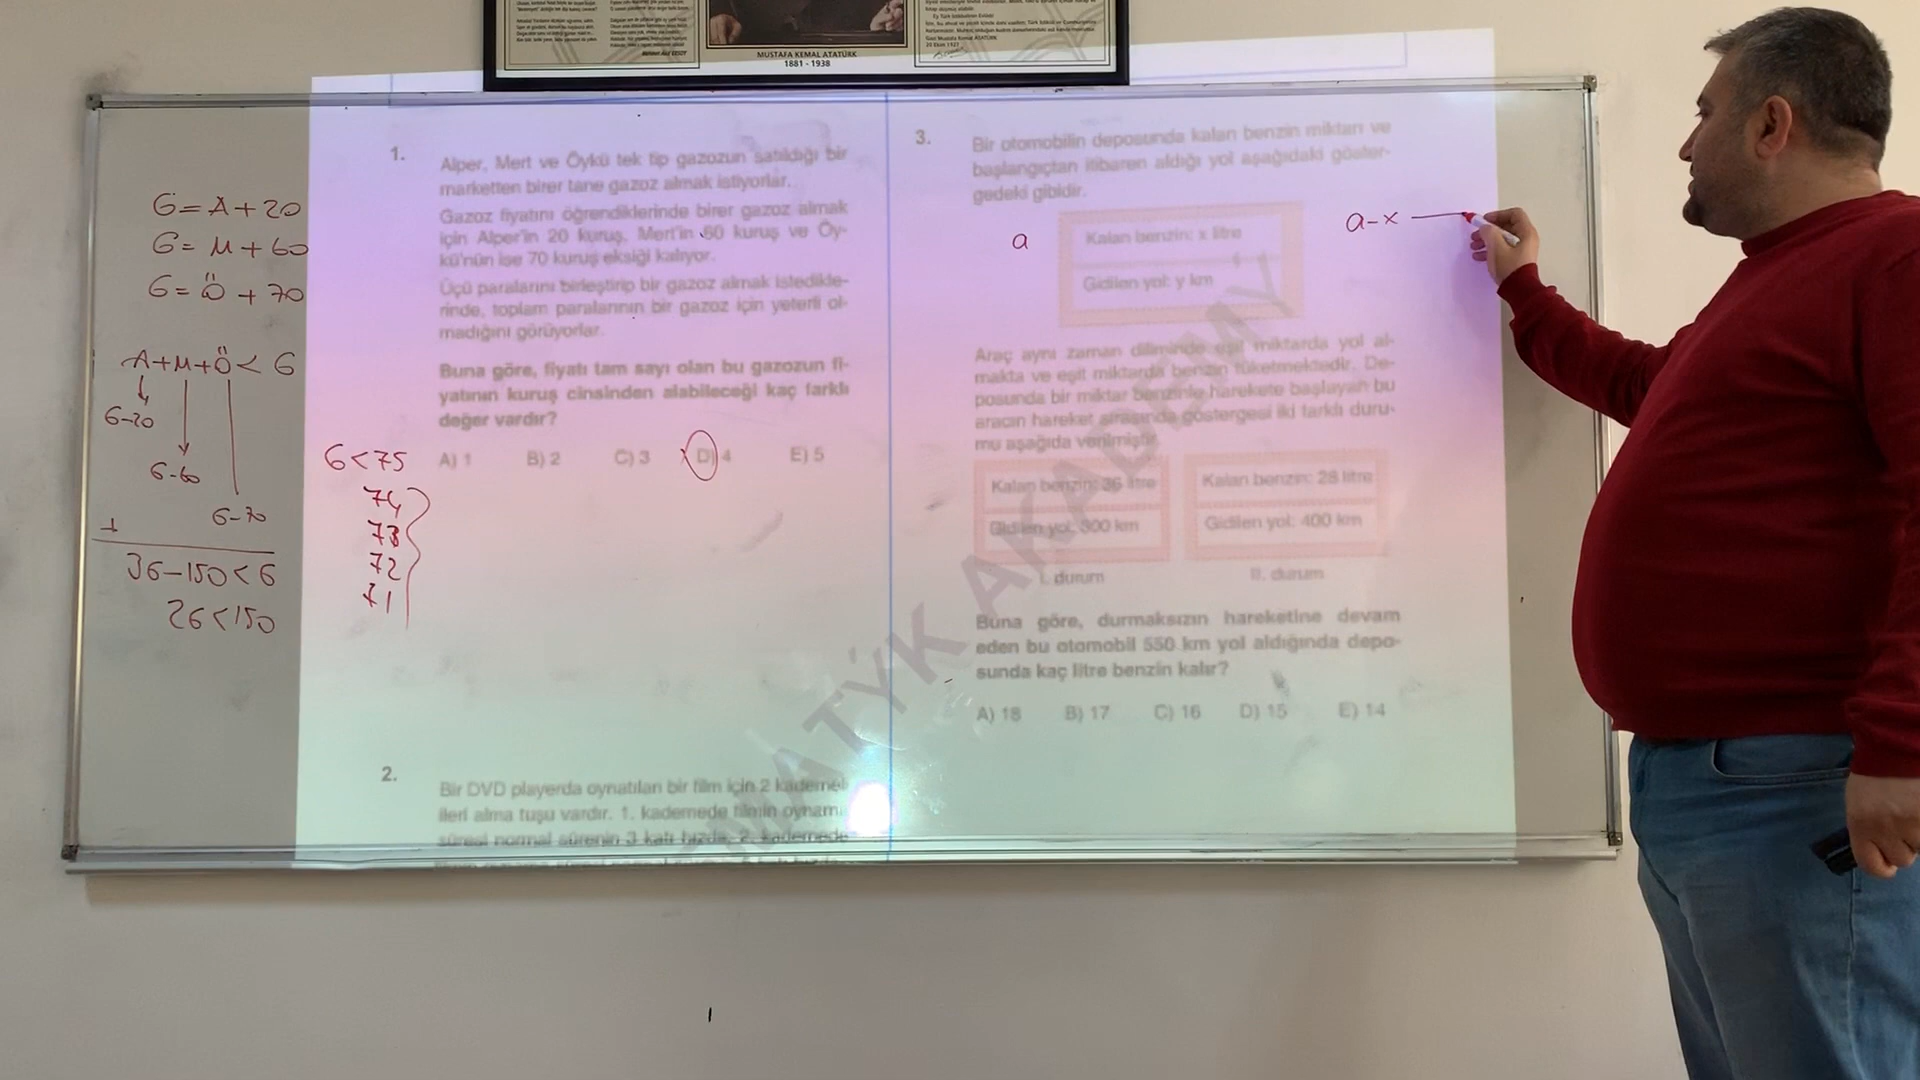 MUSTAFA KEMAL ATATÜRK
1881 - 1938
G=A+20
G=M+60
G=Ö+70
A+M+Ö<G
G-20
G-60
G-70
+
3G-150<G
2G<150
1.
Alper, Mert ve Öykü tek tip gazozun satıldığı bir
marketten birer tane gazoz almak istiyorlar.
Gazoz fiyatını öğrendiklerinde birer gazoz almak
için Alper'in 20 kuruş, Mert'in 60 kuruş ve Öy-
kü'nün ise 70 kuruş eksiği kalıyor.
Üçü paralarını birleştirip bir gazoz almak istedikle-
rinde, toplam paralarının bir gazoz için yeterli ol-
madığını görüyorlar.
Buna göre, fiyatı tam sayı olan bu gazozun fi-
yatının kuruş cinsinden alabileceği kaç farklı
değer vardır?
A) 1 B) 2 C) 3 D) 4 E) 5
G<75
74
73
72
71
2.
Bir DVD playerda oynatılan bir film için 2 kademeli
ileri alma tuşu vardır. 1. kademede filmin oynama
süresi normal sürenin 3 katı hızda, 2. kademede
3.
Bir otomobilin deposunda kalan benzin miktarı ve
başlangıçtan itibaren aldığı yol aşağıdaki göster-
gedeki gibidir.
a
Kalan benzin: x litre
Gidilen yol: y km
a-x
Araç aynı zaman diliminde eşit miktarda yol al-
makta ve eşit miktarda benzin tüketmektedir. De-
posunda bir miktar benzinle harekete başlayan bu
aracın hareket sırasında göstergesi iki farklı duru-
mu aşağıda verilmiştir.
Kalan benzin: 36 litre
Gidilen yol: 300 km
I. durum
Kalan benzin: 28 litre
Gidilen yol: 400 km
II. durum
Buna göre, durmaksızın hareketine devam
eden bu otomobil 550 km yol aldığında depo-
sunda kaç litre benzin kalır?
A) 18 B) 17 C) 16 D) 15 E) 14
MATÝK AKADEMY